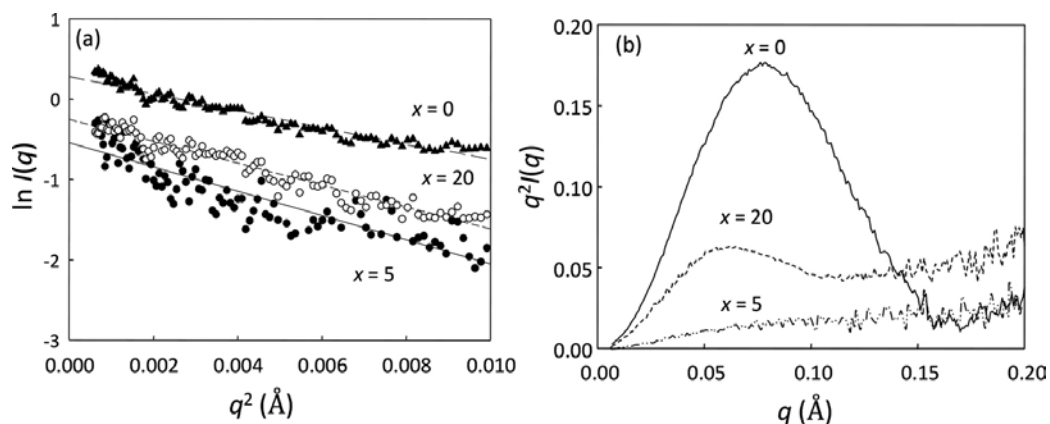 (a)
1
0
-1
-2
-3
ln I(q)
x = 0
x = 20
x = 5
0.000 0.002 0.004 0.006 0.008 0.010
q² (Å)
(b)
0.20
0.15
0.10
0.05
0.00
q²I(q)
x = 0
x = 20
x = 5
0.00 0.05 0.10 0.15 0.20
q (Å)